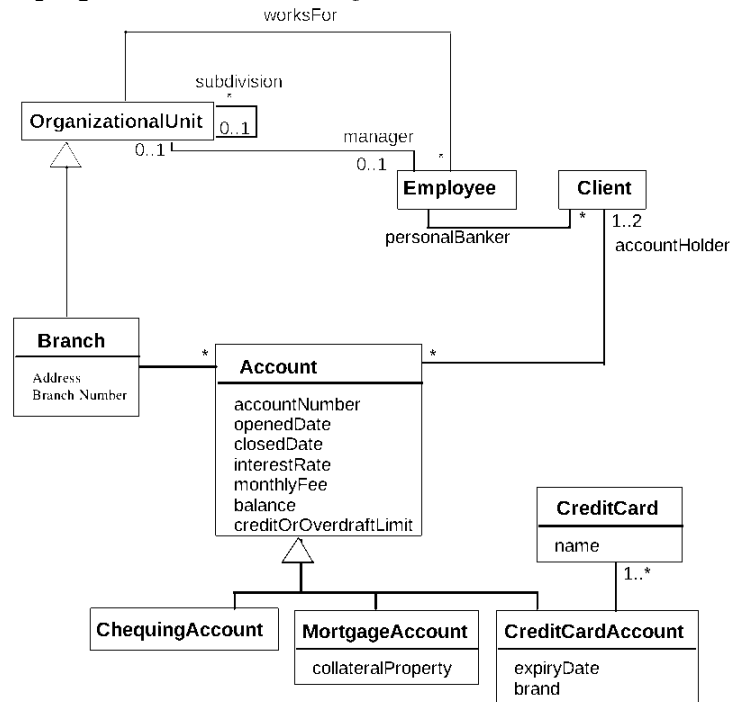 worksFor
subdivision
*
OrganizationalUnit
0..1
0..1
manager
0..1
*
Employee
Client
personalBanker
*
1..2
accountHolder
Branch
Address
Branch Number
*
*
Account
accountNumber
openedDate
closedDate
interestRate
monthlyFee
balance
creditOrOverdraftLimit
CreditCard
name
1..*
ChequingAccount
MortgageAccount
collateralProperty
CreditCardAccount
expiryDate
brand